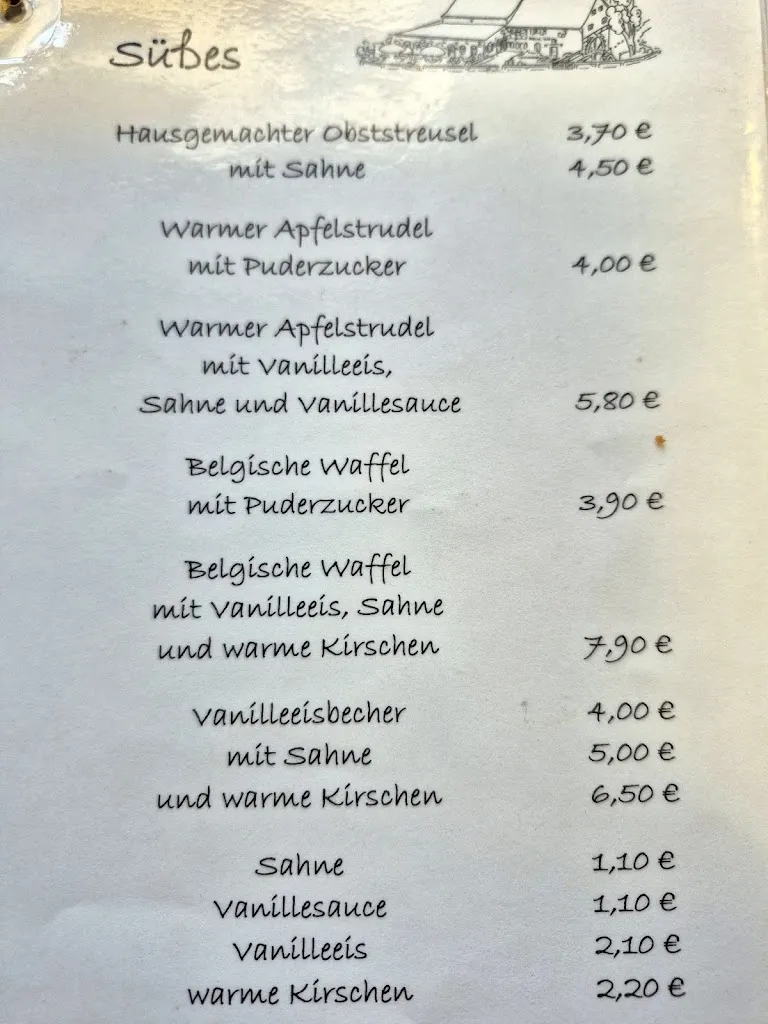 Süßes
Hausgemachter Obststreusel 3,70 €
mit Sahne 4,50 €
Warmer Apfelstrudel
mit Puderzucker 4,00 €
Warmer Apfelstrudel
mit Vanilleeis,
Sahne und Vanillesauce 5,80 €
Belgische Waffel
mit Puderzucker 3,90 €
Belgische Waffel
mit Vanilleeis, Sahne
und warme Kirschen 7,90 €
Vanilleeisbecher 4,00 €
mit Sahne 5,00 €
und warme Kirschen 6,50 €
Sahne 1,10 €
Vanillesauce 1,10 €
Vanilleeis 2,10 €
warme Kirschen 2,20 €